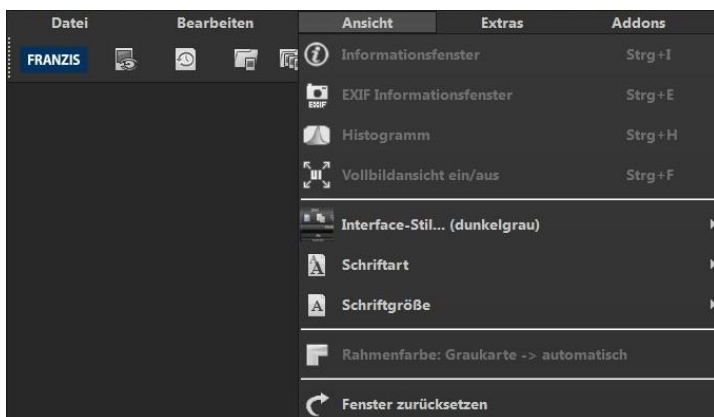 Datei Bearbeiten Ansicht Extras Addons
FRANZIS
Informationsfenster Strg+I
EXIF
EXIF Informationsfenster Strg+E
Histogramm Strg+H
UI
Vollbildansicht ein/aus Strg+F
Interface-Stil... (dunkelgrau)
A
Schriftart
A
Schriftgröße
Rahmenfarbe: Graukarte -> automatisch
Fenster zurücksetzen